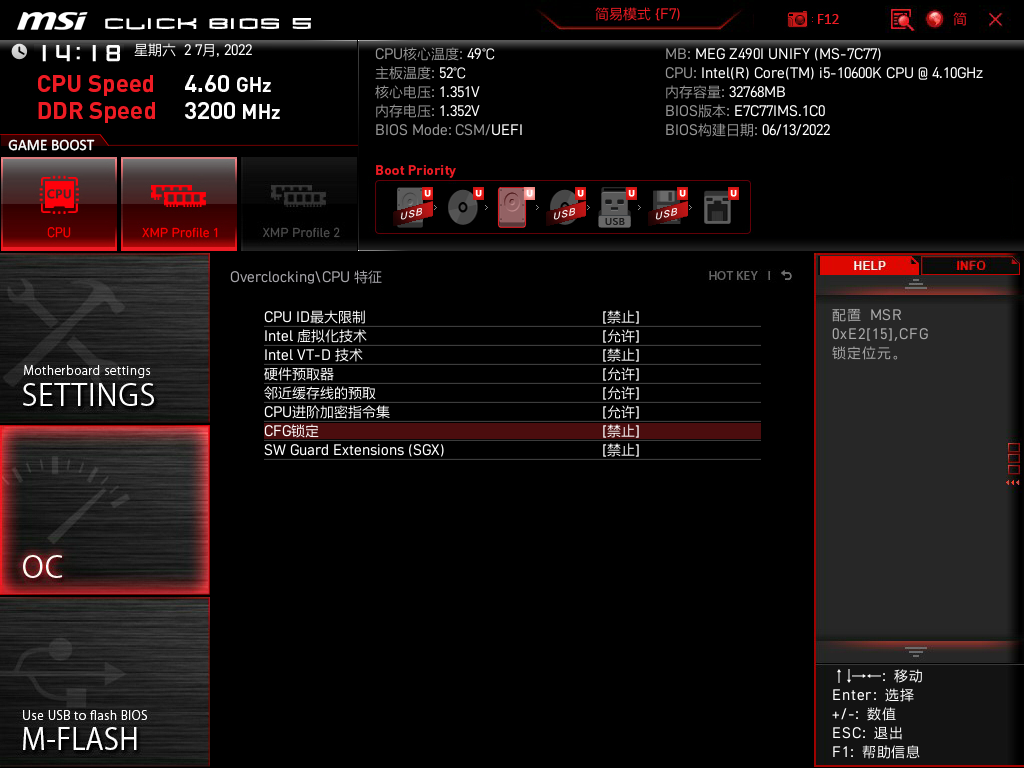 msi CLICK BIOS 5
简易模式 (F7)
F12
简
14:18 星期六 2 7月, 2022
CPU Speed 4.60 GHz
DDR Speed 3200 MHz
CPU核心温度: 49°C
主板温度: 52°C
核心电压: 1.351V
内存电压: 1.352V
BIOS Mode: CSM/UEFI
MB: MEG Z490I UNIFY (MS-7C77)
CPU: Intel(R) Core(TM) i5-10600K CPU @ 4.10GHz
内存容量: 32768MB
BIOS版本: E7C77IMS.1C0
BIOS构建日期: 06/13/2022
GAME BOOST
CPU
CPU
XMP Profile 1
XMP Profile 2
Boot Priority
USB U
U
U
USB U
USB U
USB U
U
Motherboard settings
SETTINGS
OC
Use USB to flash BIOS
M-FLASH
Overclocking\CPU 特征
HOT KEY |
CPU ID最大限制 [禁止]
Intel 虚拟化技术 [允许]
Intel VT-D 技术 [禁止]
硬件预取器 [允许]
邻近缓存线的预取 [允许]
CPU进阶加密指令集 [允许]
CFG锁定 [禁止]
SW Guard Extensions (SGX) [禁止]
HELP
INFO
配置 MSR
0xE2[15],CFG
锁定位元。
↑↓→←: 移动
Enter: 选择
+/-: 数值
ESC: 退出
F1: 帮助信息